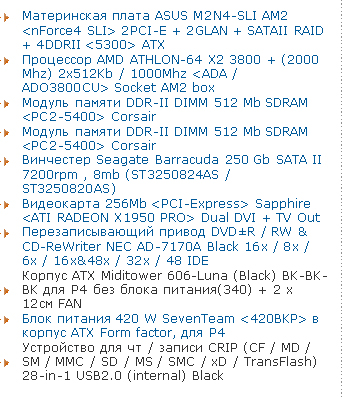 Материнская плата ASUS M2N4-SLI AM2
<nForce4 SLI> 2PCI-E + 2GLAN + SATAII RAID
+ 4DDRII <5300> ATX
Процессор AMD ATHLON-64 X2 3800 + (2000
Mhz) 2x512Kb / 1000Mhz <ADA /
ADO3800CU> Socket AM2 box
Модуль памяти DDR-II DIMM 512 Mb SDRAM
<PC2-5400> Corsair
Модуль памяти DDR-II DIMM 512 Mb SDRAM
<PC2-5400> Corsair
Винчестер Seagate Barracuda 250 Gb SATA II
7200rpm , 8mb (ST3250824AS /
ST3250820AS)
Видеокарта 256Mb <PCI-Express> Sapphire
<ATI RADEON X1950 PRO> Dual DVI + TV Out
Перезаписывающий привод DVD±R / RW &
CD-ReWriter NEC AD-7170A Black 16x / 8x /
6x / 16x&48x / 32x / 48 IDE
Корпус ATX Miditower 606-Luna (Black) BK-BK-
BK для P4 без блока питания(340) + 2 x
12см FAN
Блок питания 420 W SevenTeam <420BKP> в
корпус ATX Form factor, для P4
Устройство для чт / записи CRIP (CF / MD /
SM / MMC / SD / MS / SMC / xD / TransFlash)
28-in-1 USB2.0 (internal) Black